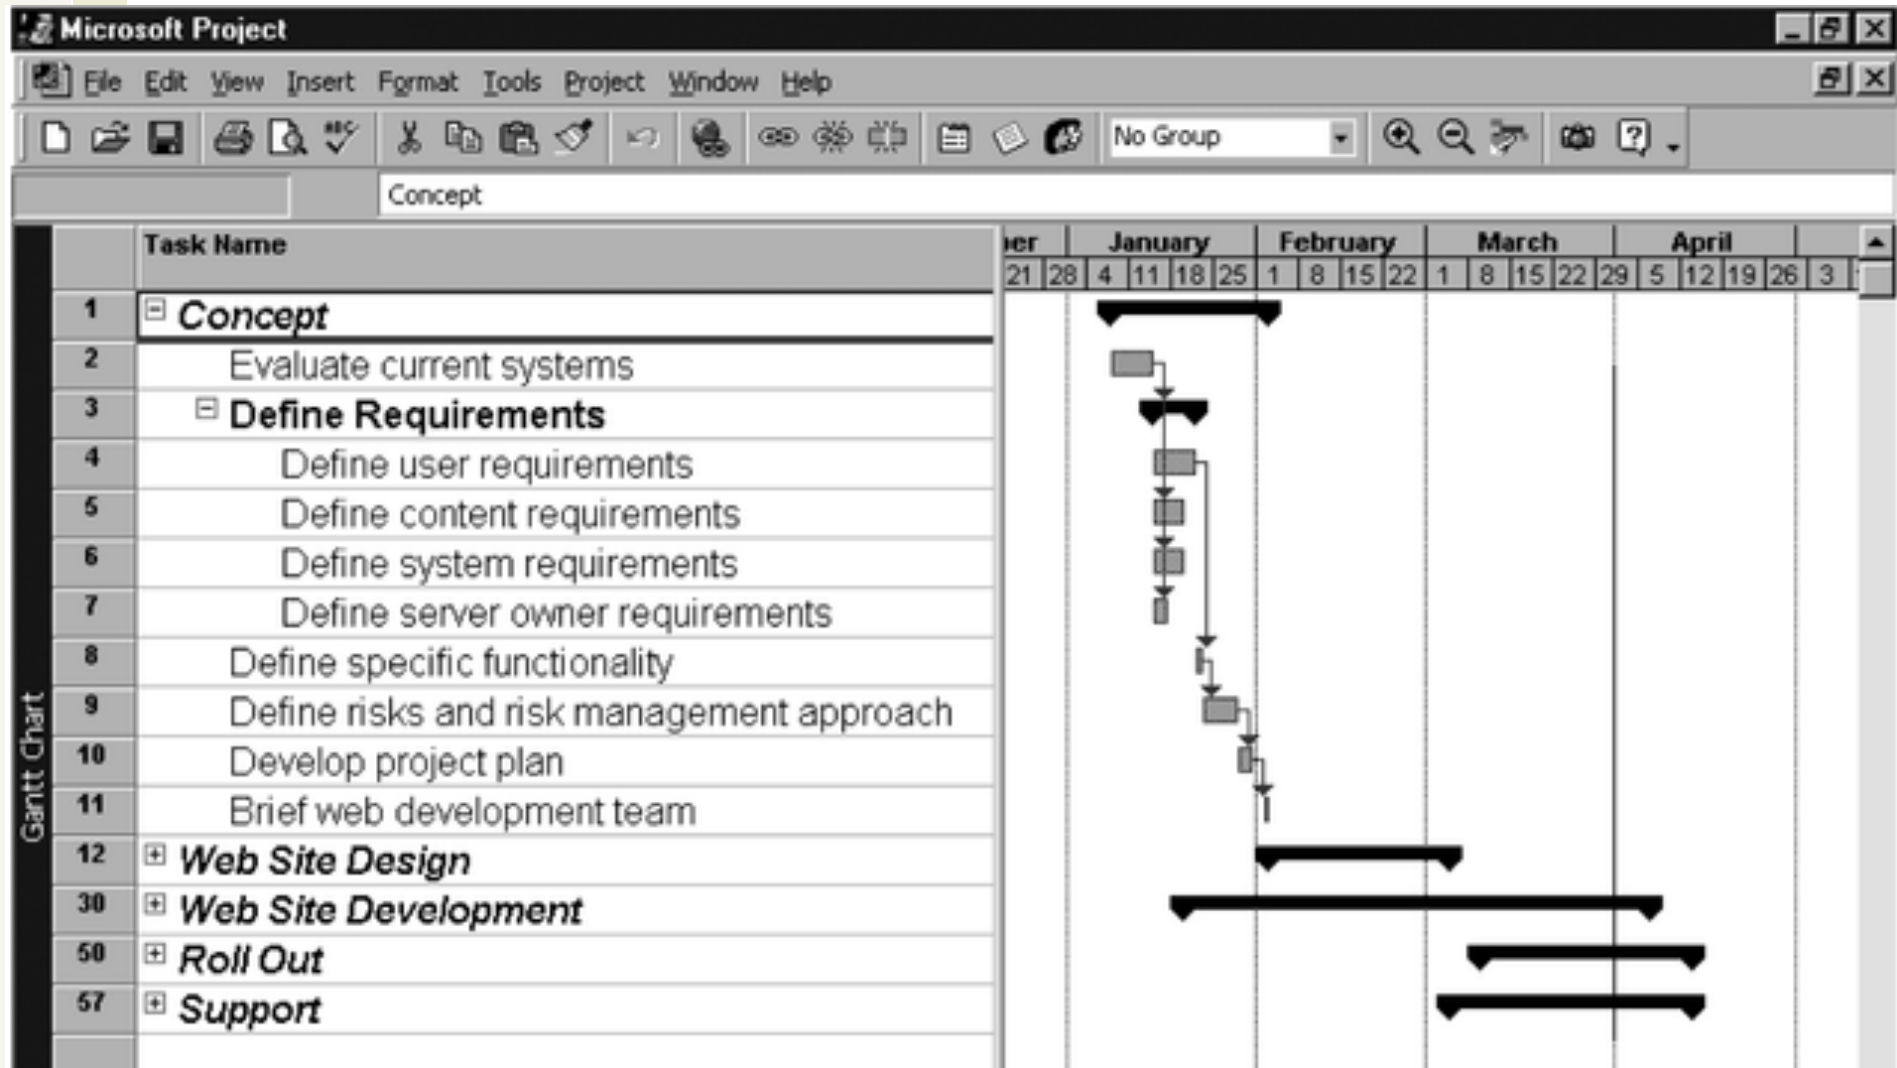 Microsoft Project
File Edit View Insert Format Tools Project Window Help
ABC No Group ?
Concept
Task Name
ber January February March April
21 28 4 11 18 25 1 8 15 22 1 8 15 22 29 5 12 19 26 3
1 Concept
2 Evaluate current systems
3 Define Requirements
4 Define user requirements
5 Define content requirements
6 Define system requirements
7 Define server owner requirements
8 Define specific functionality
9 Define risks and risk management approach
10 Develop project plan
11 Brief web development team
12 Web Site Design
30 Web Site Development
50 Roll Out
57 Support
Gantt Chart